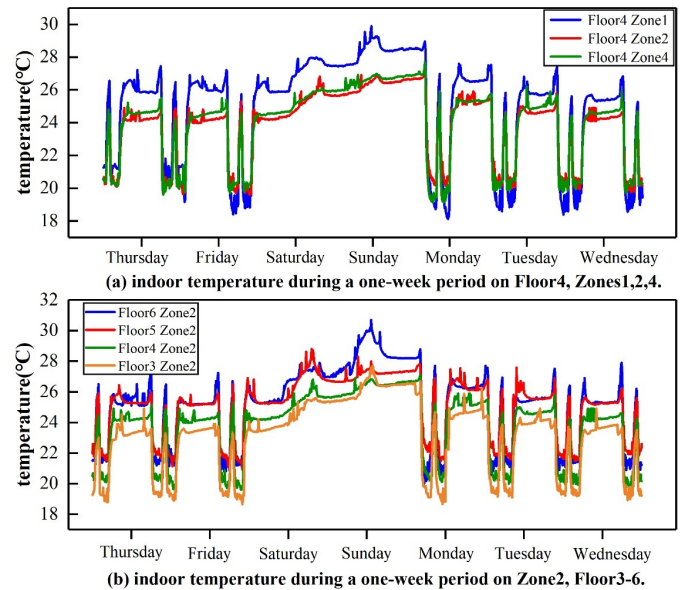 temperature(℃)
30
28
26
24
22
20
18
Floor4 Zone1
Floor4 Zone2
Floor4 Zone4
Thursday Friday Saturday Sunday Monday Tuesday Wednesday
(a) indoor temperature during a one-week period on Floor4, Zones1,2,4.
temperature(℃)
32
30
28
26
24
22
20
18
Floor6 Zone2
Floor5 Zone2
Floor4 Zone2
Floor3 Zone2
Thursday Friday Saturday Sunday Monday Tuesday Wednesday
(b) indoor temperature during a one-week period on Zone2, Floor3-6.